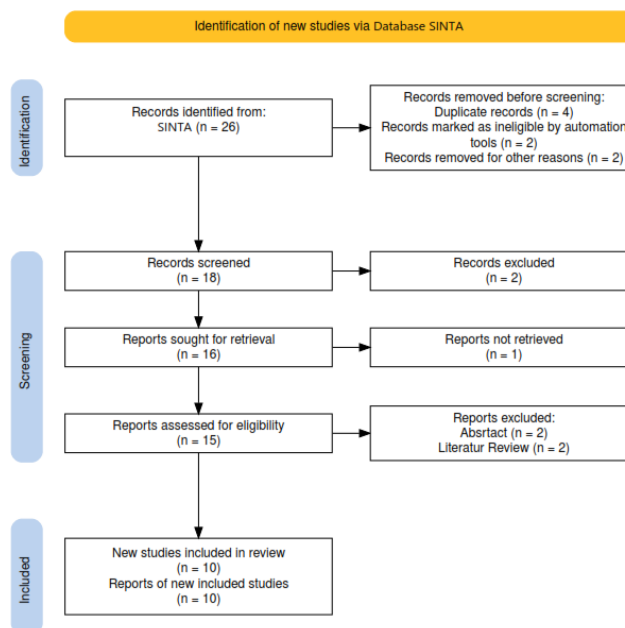 Identification of new studies via Database SINTA
Identification
Records identified from:
SINTA (n = 26)
Records removed before screening:
Duplicate records (n = 4)
Records marked as ineligible by automation
tools (n = 2)
Records removed for other reasons (n = 2)
Screening
Records screened
(n = 18)
Records excluded
(n = 2)
Reports sought for retrieval
(n = 16)
Reports not retrieved
(n = 1)
Reports assessed for eligibility
(n = 15)
Reports excluded:
Absrtact (n = 2)
Literatur Review (n = 2)
Included
New studies included in review
(n = 10)
Reports of new included studies
(n = 10)